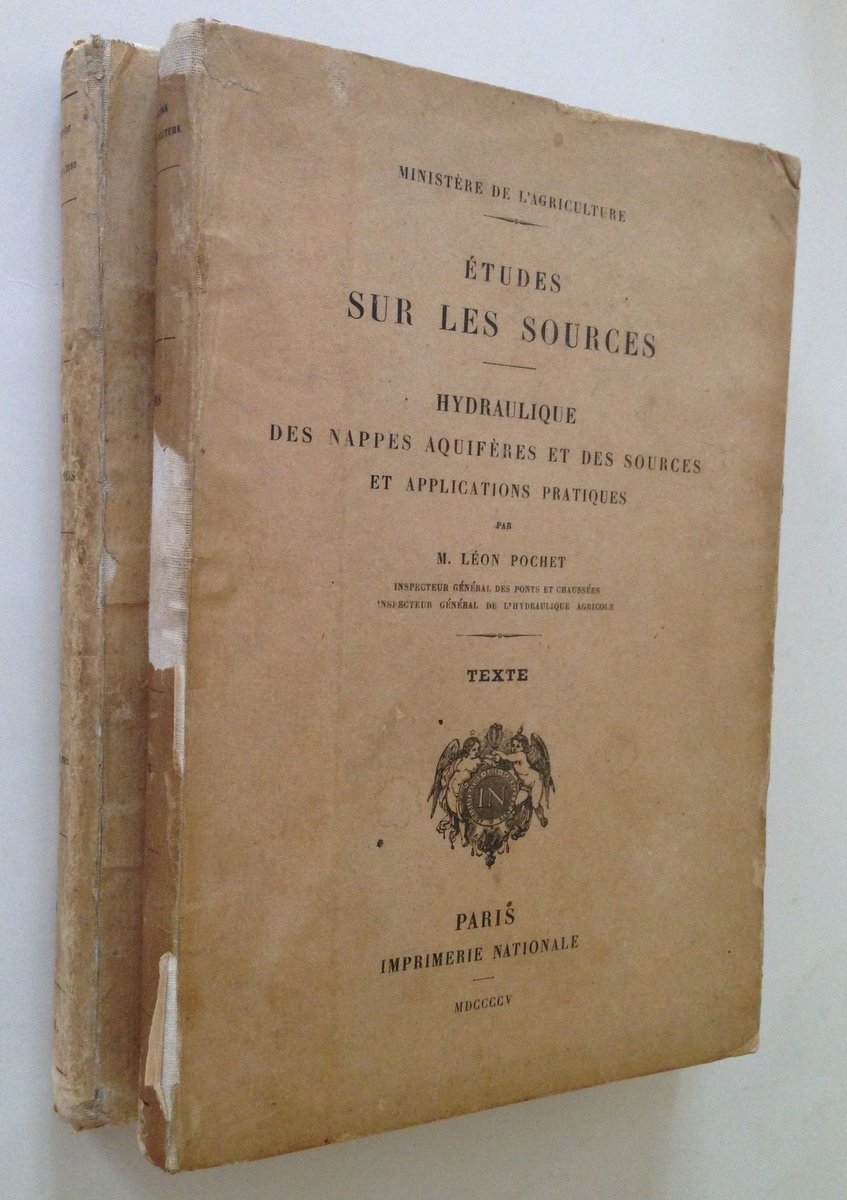 MINISTÈRE DE L'AGRICULTURE
ÉTUDES
SUR LES SOURCES
HYDRAULIQUE
DES NAPPES AQUIFÈRES ET DES SOURCES
ET APPLICATIONS PRATIQUES
PAR
M. LÉON POCHET
INSPECTEUR GÉNÉRAL DES PONTS ET CHAUSSÉES
INSPECTEUR GÉNÉRAL DE L'HYDRAULIQUE AGRICOLE
TEXTE
IN
PARIS
IMPRIMERIE NATIONALE
MDCCCCV